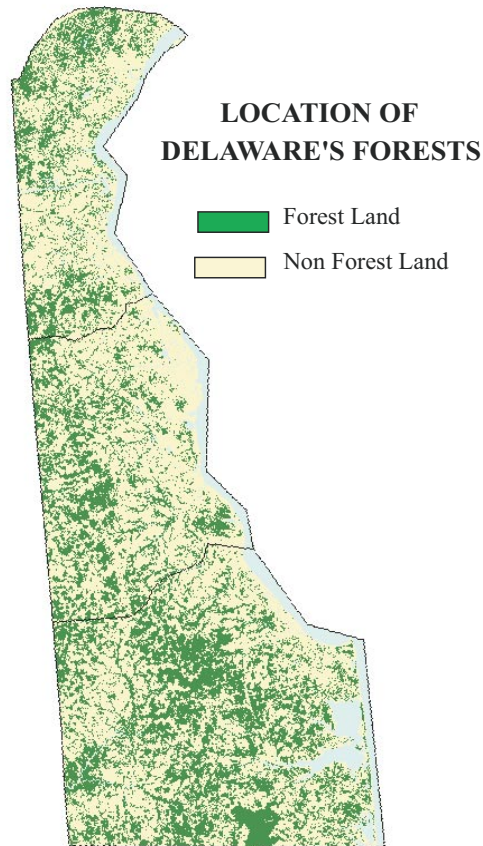 LOCATION OF
DELAWARE'S FORESTS
Forest Land
Non Forest Land